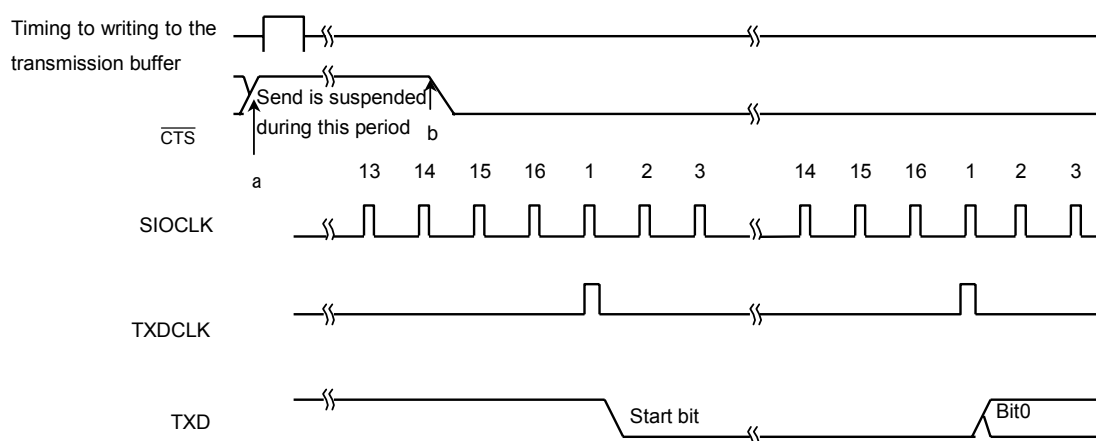 Timing to writing to the
transmission buffer
Send is suspended
during this period
b
CTS
a
13 14 15 16 1 2 3 14 15 16 1 2 3
SIOCLK
TXDCLK
TXD
Start bit
Bit0